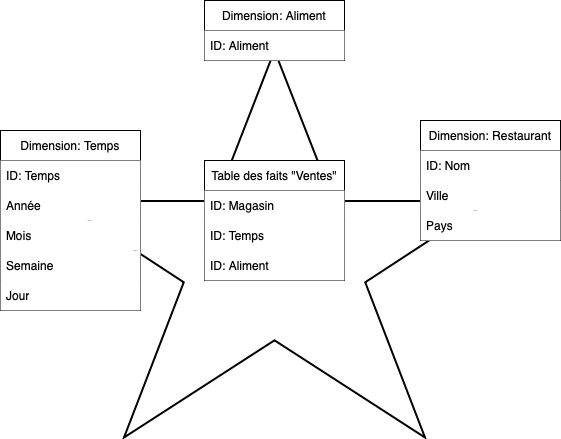 Dimension: Aliment
ID: Aliment
Dimension: Temps
ID: Temps
Année
Mois
Semaine
Jour
Table des faits "Ventes"
ID: Magasin
ID: Temps
ID: Aliment
Dimension: Restaurant
ID: Nom
Ville
Pays